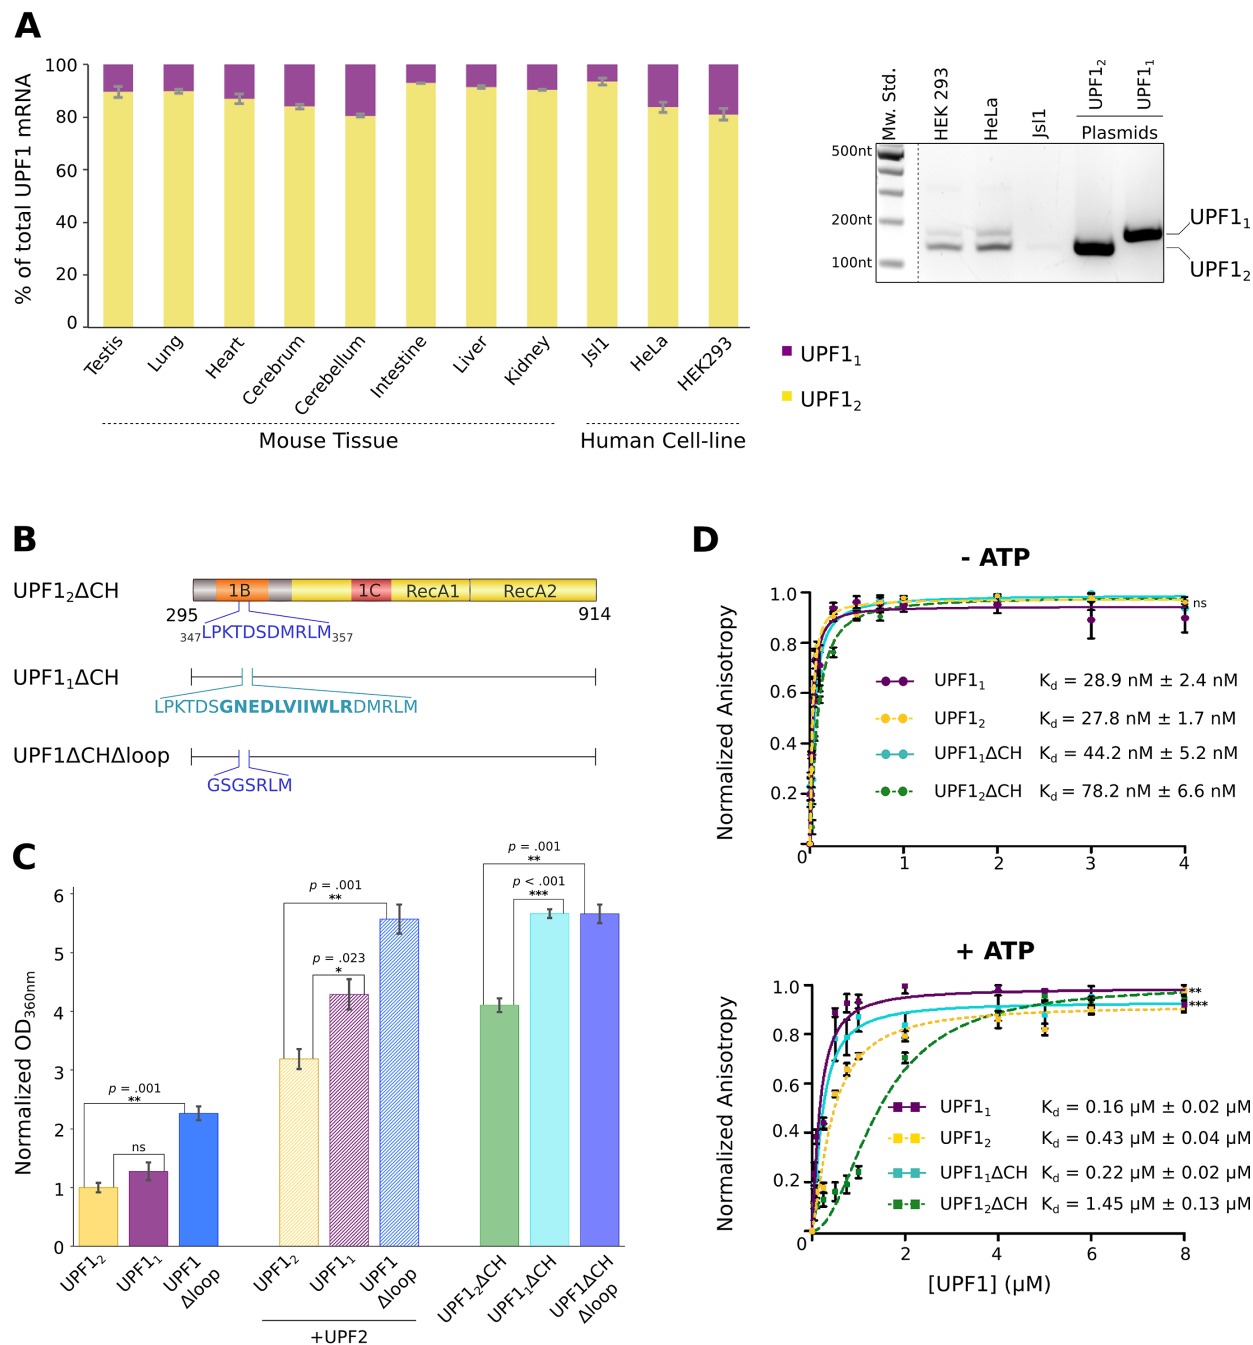 A
% of total UPF1 mRNA
100
80
60
40
20
0
Testis
Lung
Heart
Cerebrum
Cerebellum
Intestine
Liver
Kidney
Jsl1
HeLa
HEK293
Mouse Tissue
Human Cell-line
Mw. Std.
HEK 293
HeLa
Jsl1
UPF1₂
UPF1₁
Plasmids
500nt
200nt
100nt
UPF1₁
UPF1₂
UPF1₁
UPF1₂
B
UPF1₂ΔCH
1B
1C
RecA1
RecA2
295
914
₃₄₇LPKTDSDMRLM₃₅₇
UPF1₁ΔCH
LPKTDSGNEDLVIIWLRDMRLM
UPF1ΔCHΔloop
GSGSRLM
C
Normalized OD₃₆₀ₙₘ
6
5
4
3
2
1
0
p = .001
**
ns
p = .001
**
p = .023
*
p = .001
**
p < .001
***
UPF1₂
UPF1₁
UPF1
Δloop
UPF1₂
UPF1₁
UPF1
Δloop
+UPF2
UPF1₂ΔCH
UPF1₁ΔCH
UPF1ΔCH
Δloop
D
- ATP
Normalized Anisotropy
1.0
0.8
0.6
0.4
0.2
0
1
2
3
4
ns
UPF1₁ K_d = 28.9 nM ± 2.4 nM
UPF1₂ K_d = 27.8 nM ± 1.7 nM
UPF1₁ΔCH K_d = 44.2 nM ± 5.2 nM
UPF1₂ΔCH K_d = 78.2 nM ± 6.6 nM
+ ATP
Normalized Anisotropy
1.0
0.8
0.6
0.4
0.2
0
2
4
6
8
**
***
UPF1₁ K_d = 0.16 µM ± 0.02 µM
UPF1₂ K_d = 0.43 µM ± 0.04 µM
UPF1₁ΔCH K_d = 0.22 µM ± 0.02 µM
UPF1₂ΔCH K_d = 1.45 µM ± 0.13 µM
[UPF1] (µM)